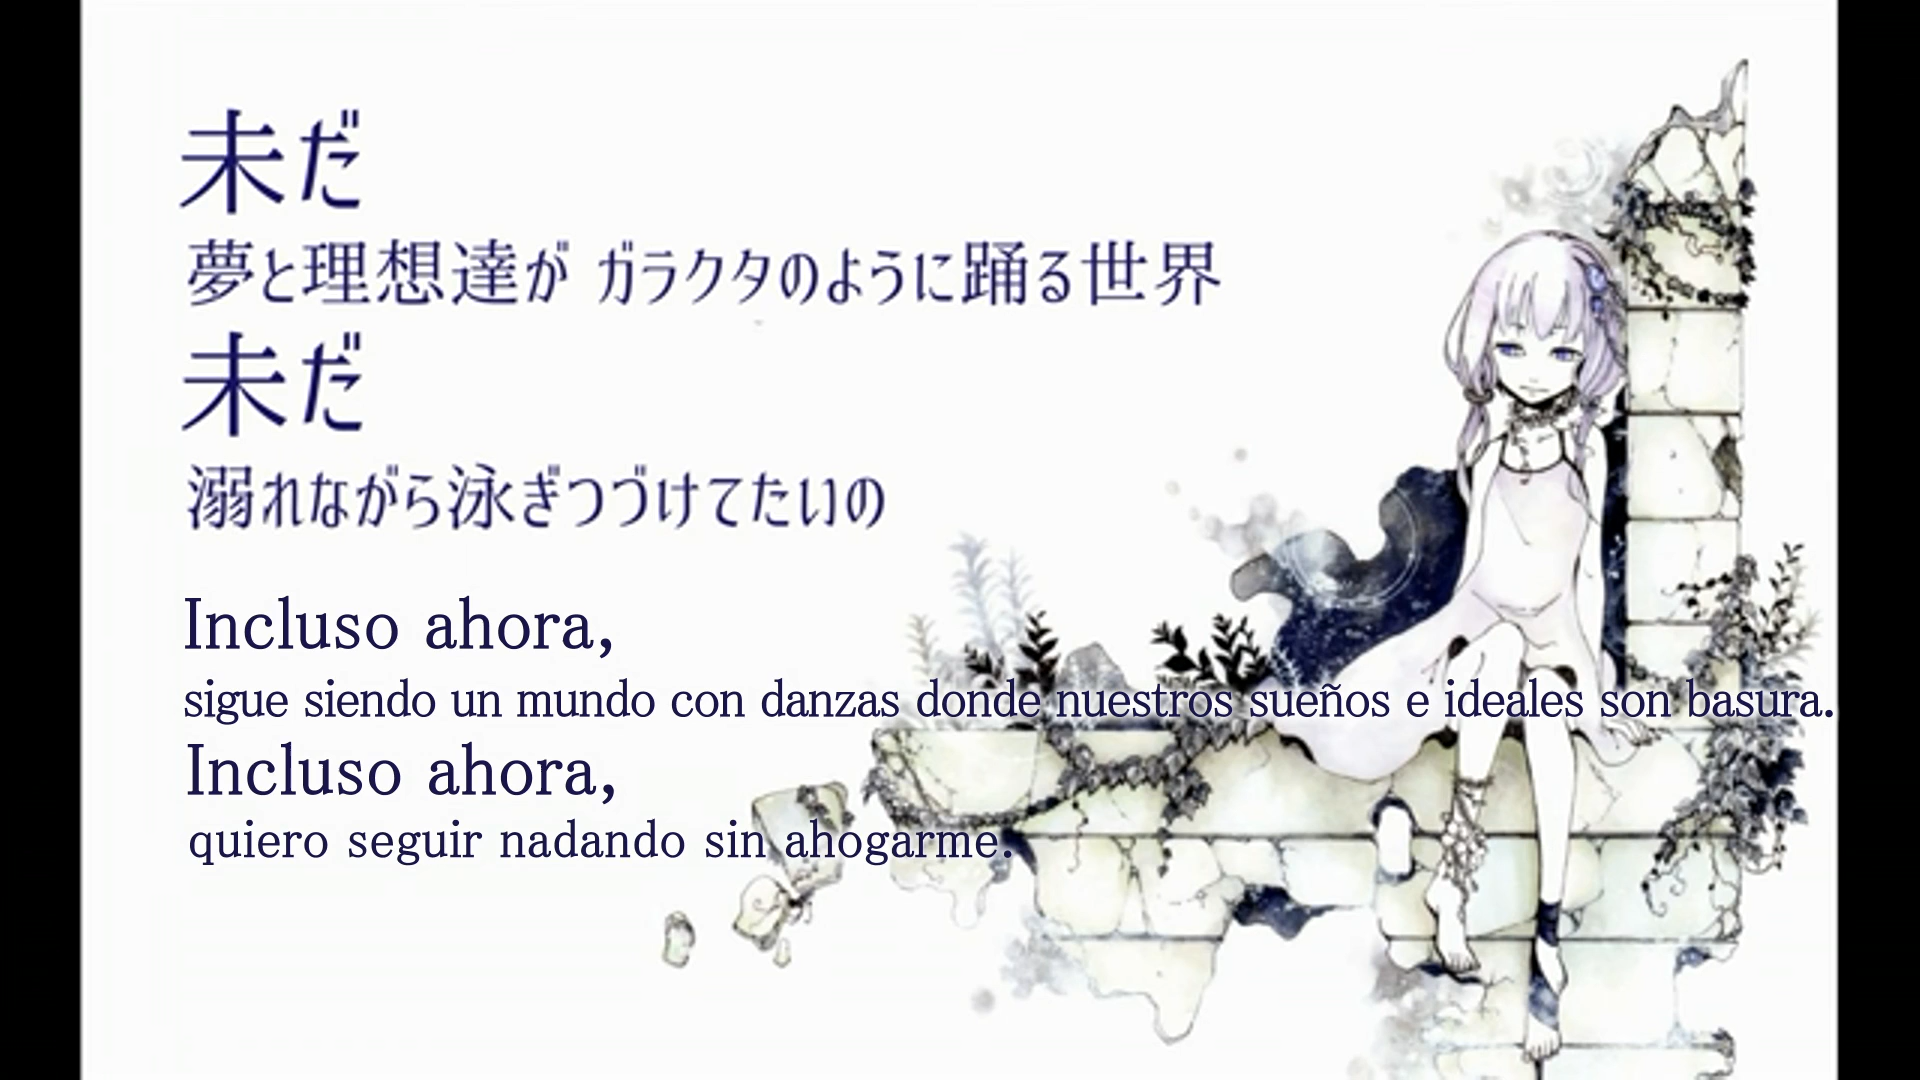 未だ
夢と理想達が ガラクタのように踊る世界
未だ
溺れながら泳ぎつづけてたいの
Incluso ahora,
sigue siendo un mundo con danzas donde nuestros sueños e ideales son basura.
Incluso ahora,
quiero seguir nadando sin ahogarme.